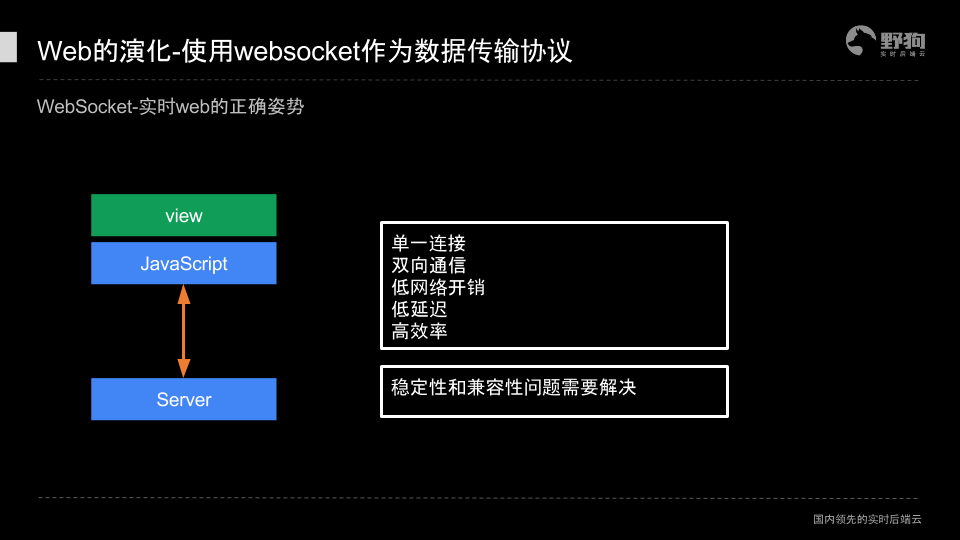 Web的演化-使用websocket作为数据传输协议
野狗
实时后端云
WebSocket-实时web的正确姿势
view
JavaScript
Server
单一连接
双向通信
低网络开销
低延迟
高效率
稳定性和兼容性问题需要解决
国内领先的实时后端云